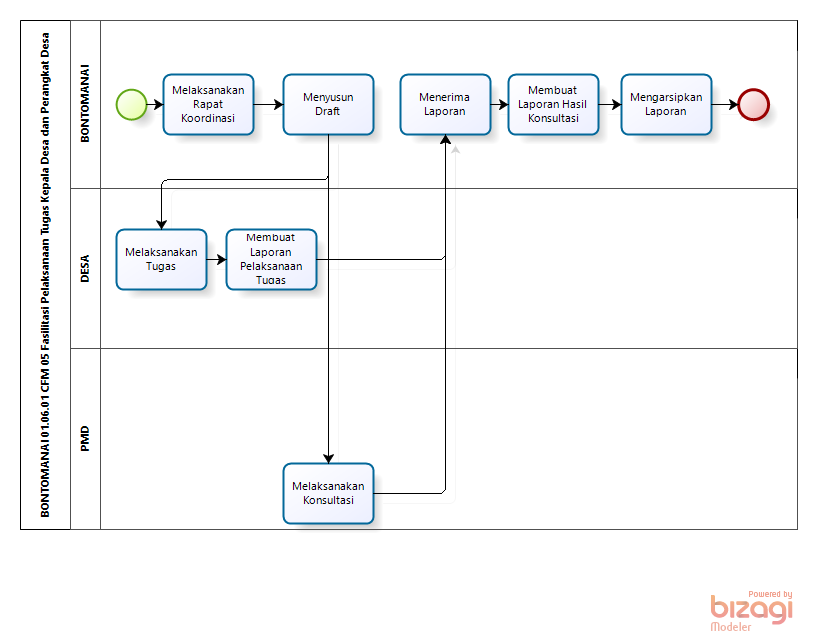 BONTOMANAI 01.06.01 CFM 05 Fasilitasi Pelaksanaan Tugas Kepala Desa dan Perangkat Desa
BONTOMANAI
Melaksanakan
Rapat
Koordinasi
Menyusun
Draft
Menerima
Laporan
Membuat
Laporan Hasil
Konsultasi
Mengarsipkan
Laporan
DESA
Melaksanakan
Tugas
Membuat
Laporan
Pelaksanaan
Tugas
PMD
Melaksanakan
Konsultasi
Powered by
bizagi
Modeler